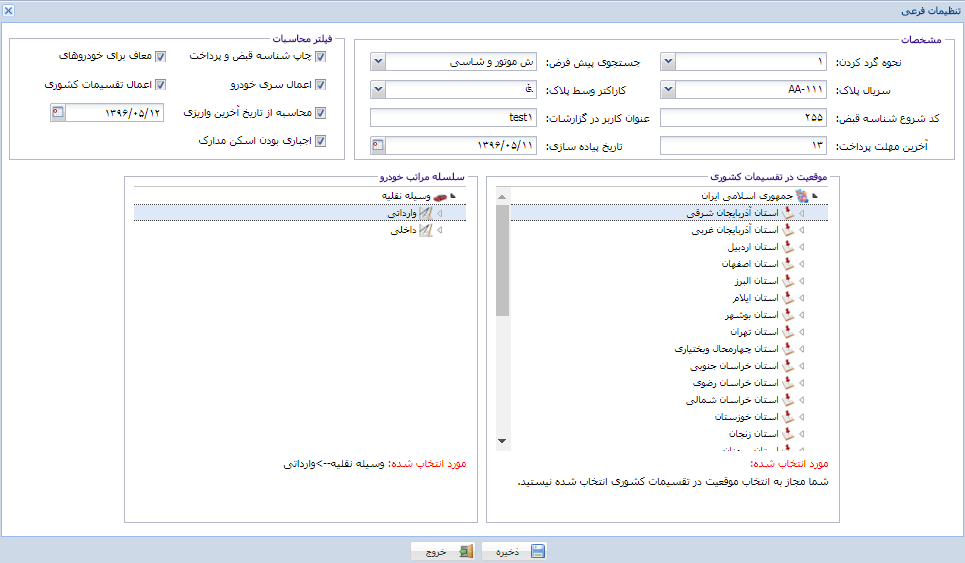 تنظیمات فرعی
مشخصات
نحوه گرد کردن: ۱
جستجوی پیش فرض: ش موتور و شاسی
سریال پلاک: AA-۱۱۱
کاراکتر وسط پلاک:
کد شروع شناسه قبض: ۲۵۵
عنوان کاربر در گزارشات: test۱
آخرین مهلت پرداخت: ۱۳
تاریخ پیاده سازی: ۱۳۹۶/۰۵/۱۱
فیلتر محاسبات
چاپ شناسه قبض و پرداخت
معاف برای خودروهای
اعمال سری خودرو
اعمال تقسیمات کشوری
محاسبه از تاریخ آخرین واریزی
۱۳۹۶/۰۵/۱۲
اجباری بودن اسکن مدارک
موقعیت در تقسیمات کشوری
جمهوری اسلامی ایران
استان آذربایجان شرقی
استان آذربایجان غربی
استان اردبیل
استان اصفهان
استان البرز
استان ایلام
استان بوشهر
استان تهران
استان چهارمحال وبختیاری
استان خراسان جنوبی
استان خراسان رضوی
استان خراسان شمالی
استان خوزستان
استان زنجان
مورد انتخاب شده:
شما مجاز به انتخاب موقعیت در تقسیمات کشوری انتخاب شده نیستید.
سلسله مراتب خودرو
وسیله نقلیه
وارداتی
داخلی
مورد انتخاب شده: وسیله نقلیه-->وارداتی
ذخیره
خروج